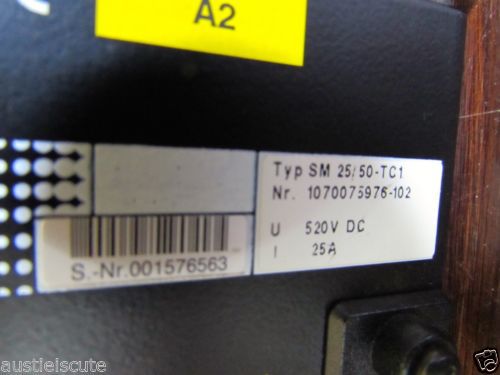 A2
Typ SM 25/50-TC1
Nr. 1070075976-102
U 520V DC
I 25A
S.-Nr.001576563
austieiscute